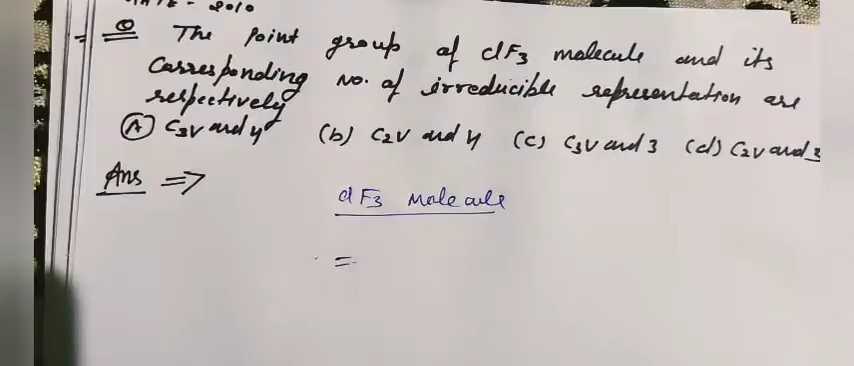 GATE - 2010
= Q The point group of clF3 molecule and its
Corresponding No. of irreducible representation are
respectively
(A) C3V and 4 (b) C2V and 4 (c) C3V and 3 (d) C2V and 3
Ans =>
clF3 Molecule
=